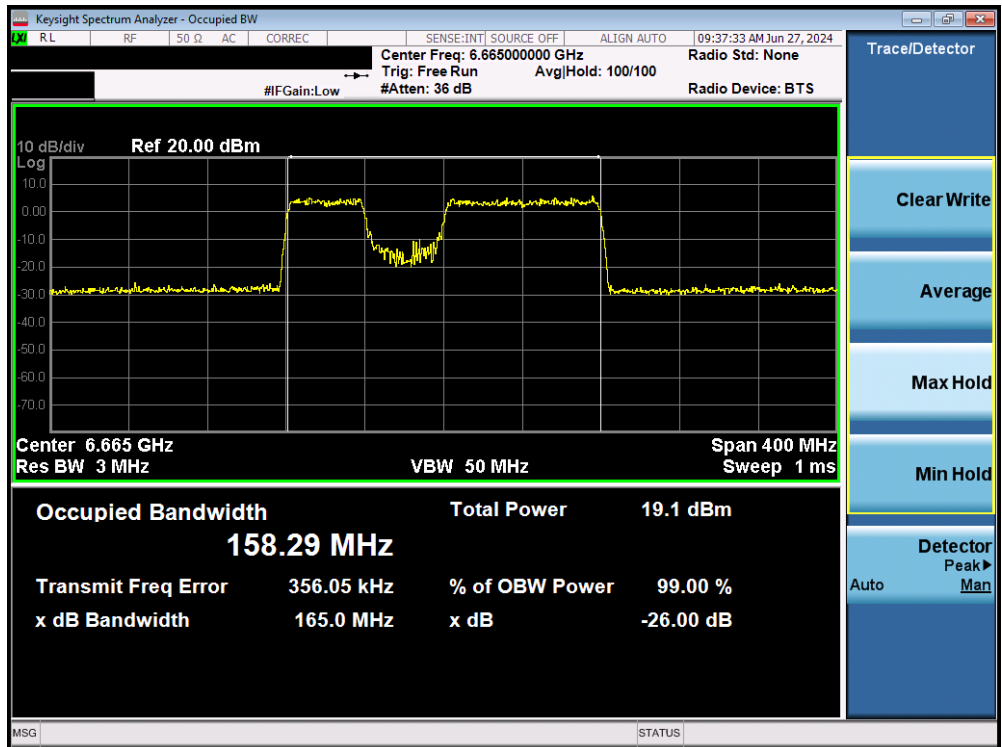 Keysight Spectrum Analyzer - Occupied BW
LXI RL RF 50 Ω AC CORREC SENSE:INT SOURCE OFF ALIGN AUTO 09:37:33 AM Jun 27, 2024
Center Freq: 6.665000000 GHz Radio Std: None
Trig: Free Run Avg|Hold: 100/100
#IFGain:Low #Atten: 36 dB Radio Device: BTS
10 dB/div Ref 20.00 dBm
Log
10.0
0.00
-10.0
-20.0
-30.0
-40.0
-50.0
-60.0
-70.0
Center 6.665 GHz Span 400 MHz
Res BW 3 MHz VBW 50 MHz Sweep 1 ms
Occupied Bandwidth Total Power 19.1 dBm
158.29 MHz
Transmit Freq Error 356.05 kHz % of OBW Power 99.00 %
x dB Bandwidth 165.0 MHz x dB -26.00 dB
Trace/Detector
Clear Write
Average
Max Hold
Min Hold
Detector
Peak▶
Auto Man
MSG STATUS